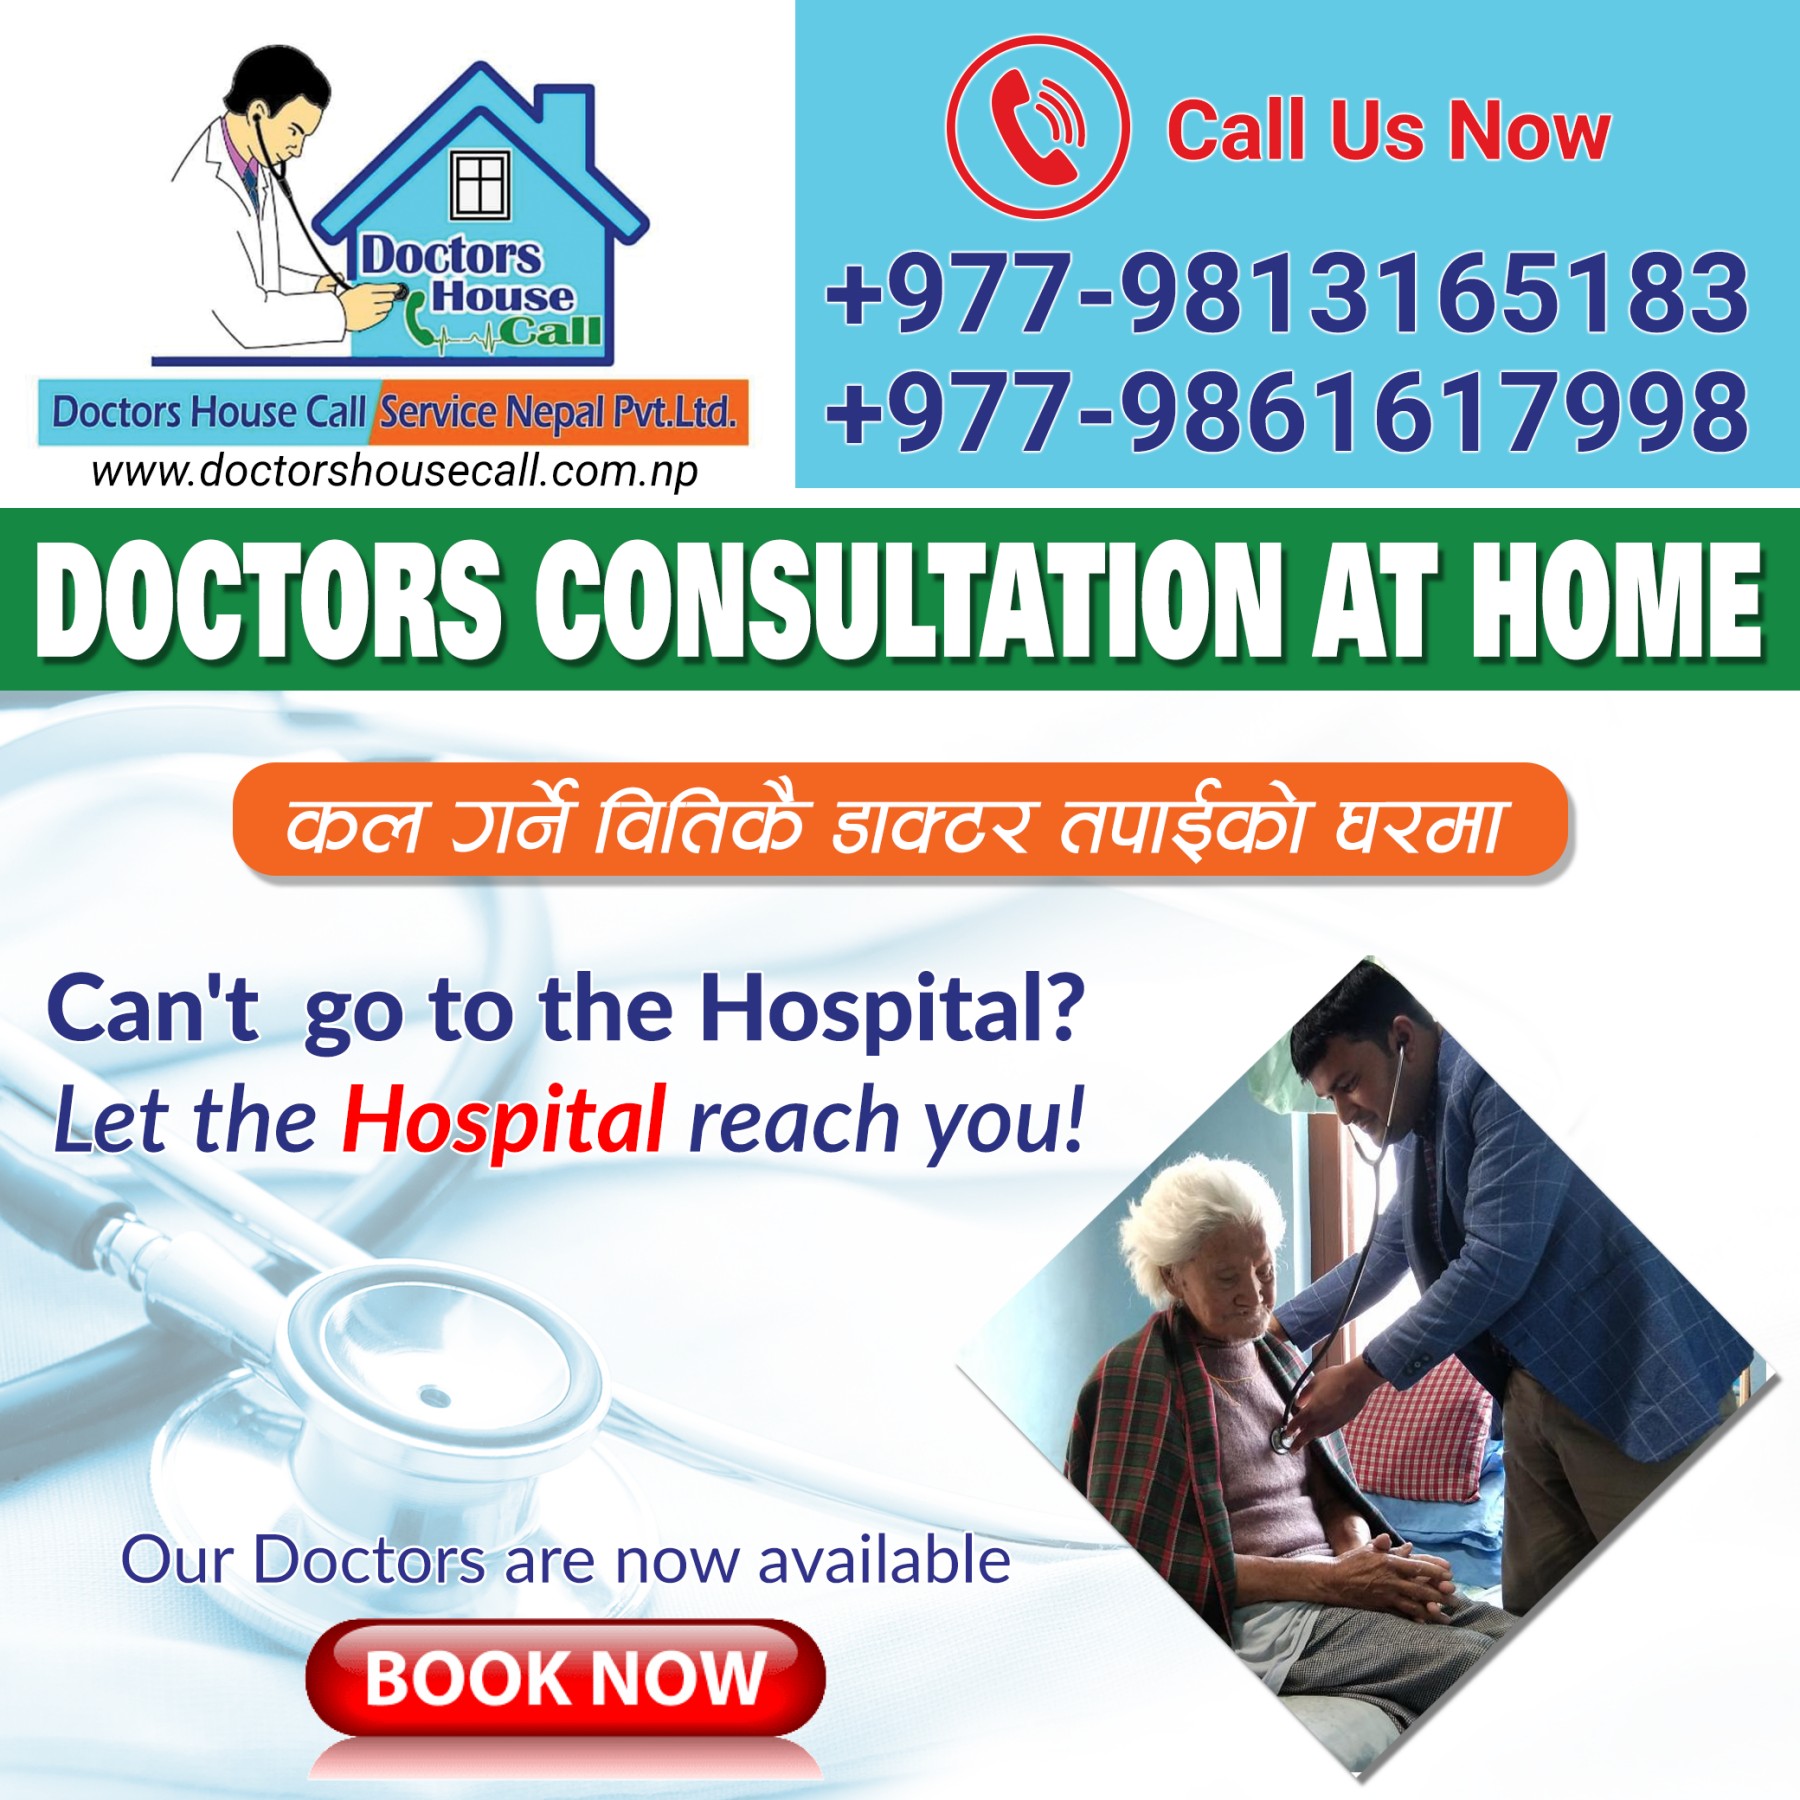 Doctors
House
Call
Doctors House Call Service Nepal Pvt.Ltd.
www.doctorshousecall.com.np
Call Us Now
+977-9813165183
+977-9861617998
DOCTORS CONSULTATION AT HOME
कल गर्ने वितिकै डाक्टर तपाईको घरमा
Can't go to the Hospital?
Let the Hospital reach you!
Our Doctors are now available
BOOK NOW